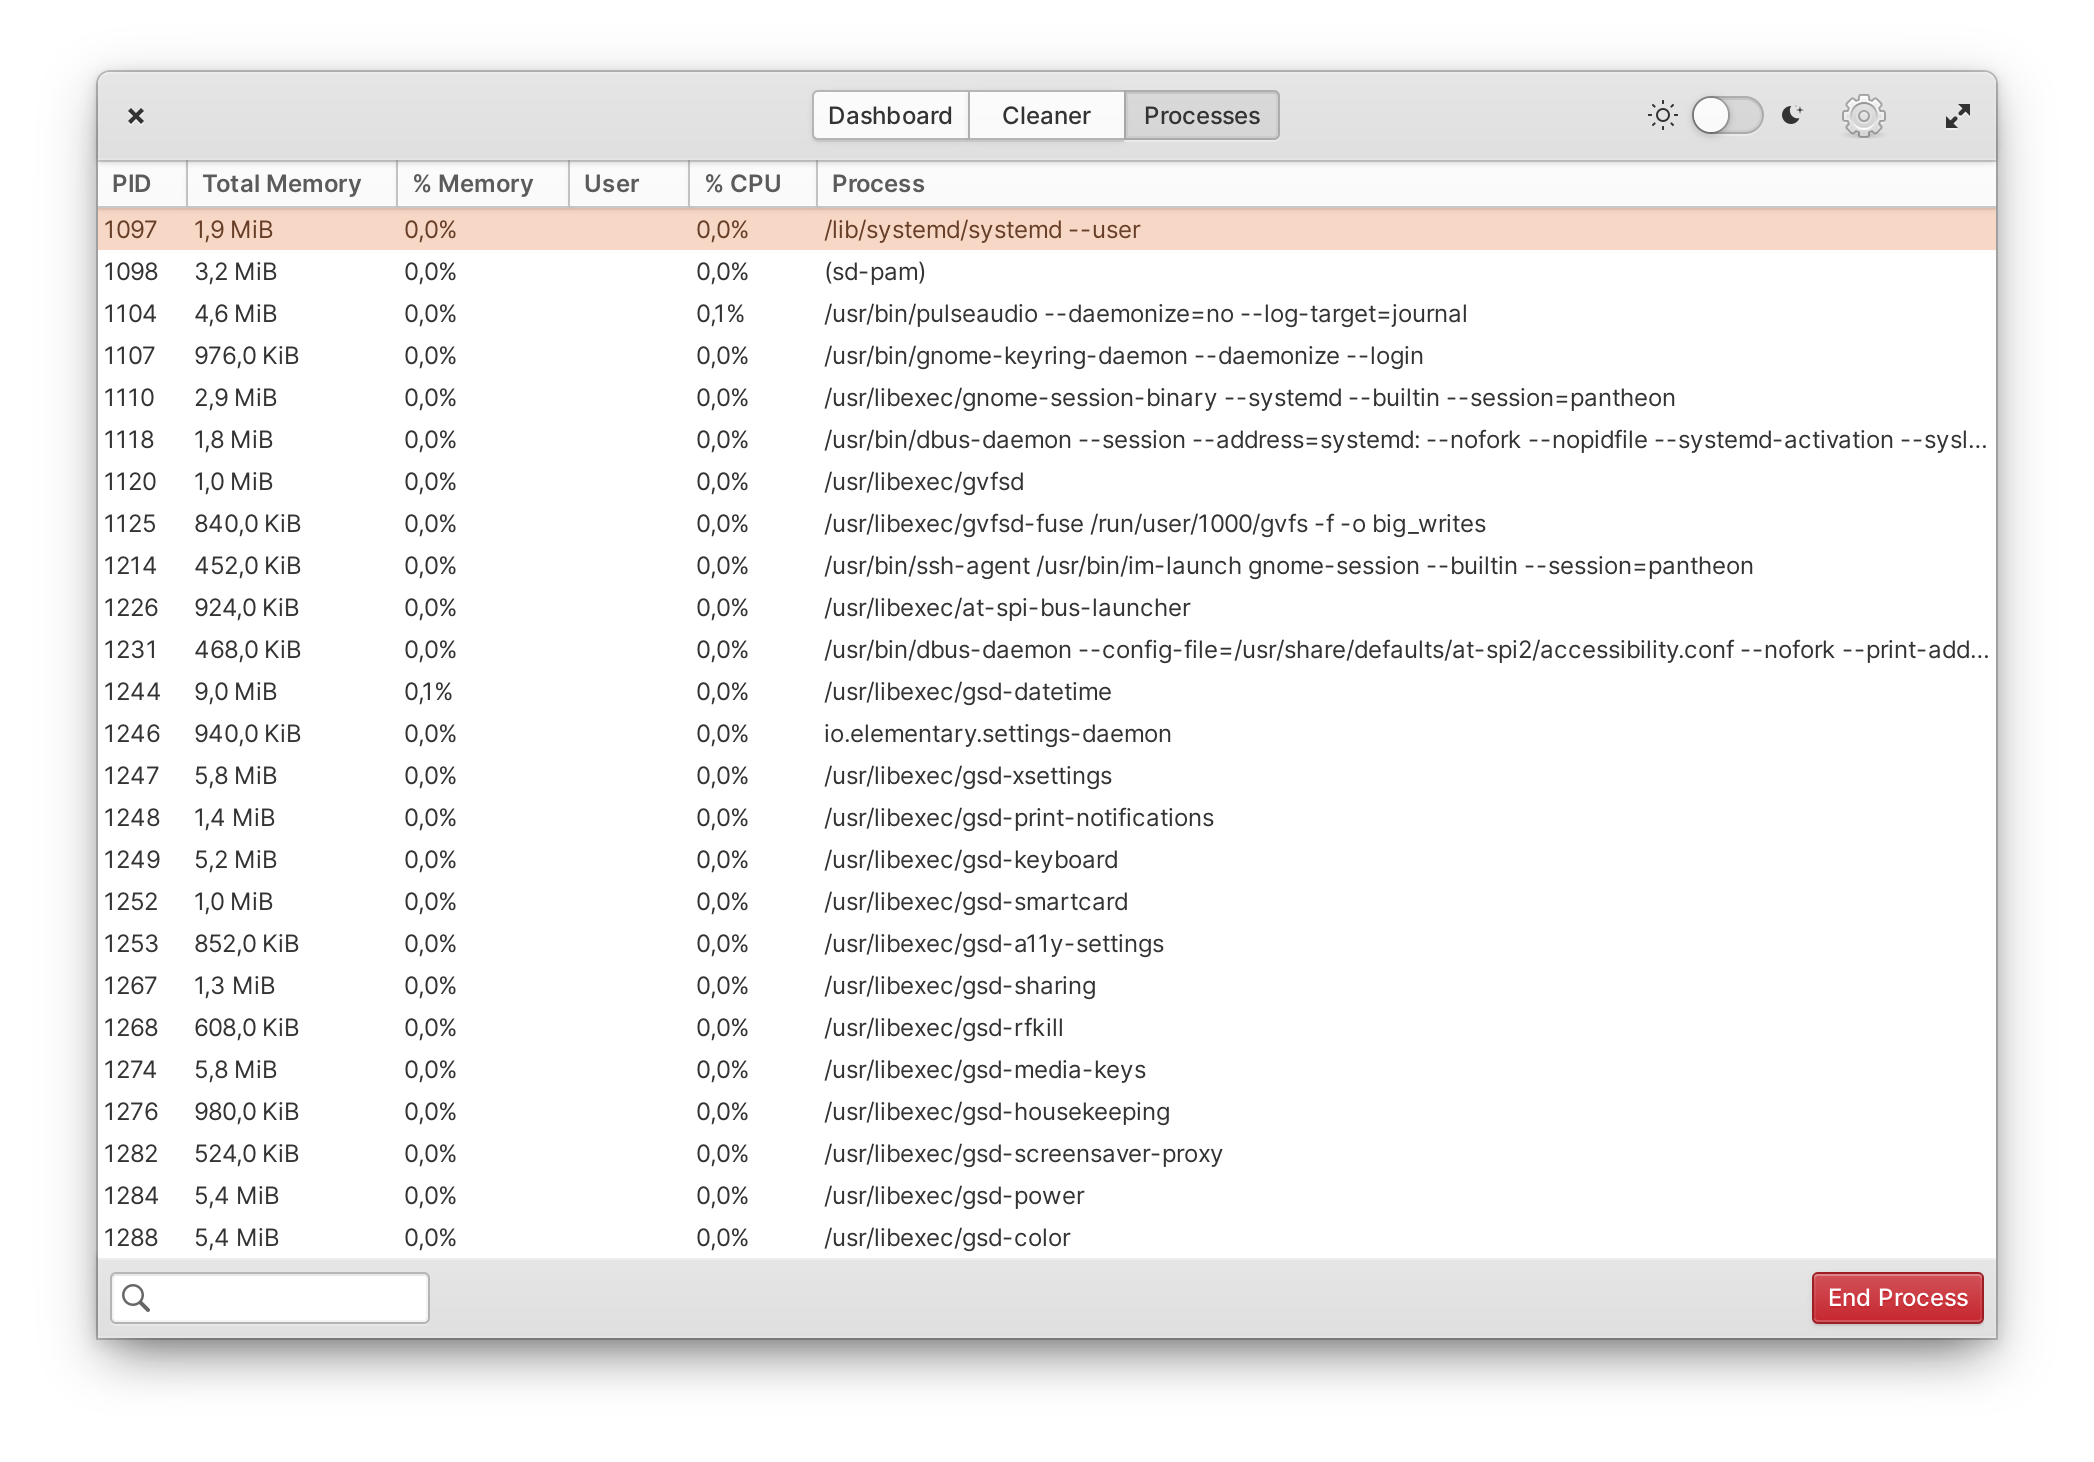 Dashboard Cleaner Processes
PID Total Memory % Memory User % CPU Process
1097 1,9 MiB 0,0% 0,0% /lib/systemd/systemd --user
1098 3,2 MiB 0,0% 0,0% (sd-pam)
1104 4,6 MiB 0,0% 0,1% /usr/bin/pulseaudio --daemonize=no --log-target=journal
1107 976,0 KiB 0,0% 0,0% /usr/bin/gnome-keyring-daemon --daemonize --login
1110 2,9 MiB 0,0% 0,0% /usr/libexec/gnome-session-binary --systemd --builtin --session=pantheon
1118 1,8 MiB 0,0% 0,0% /usr/bin/dbus-daemon --session --address=systemd: --nofork --nopidfile --systemd-activation --sysl...
1120 1,0 MiB 0,0% 0,0% /usr/libexec/gvfsd
1125 840,0 KiB 0,0% 0,0% /usr/libexec/gvfsd-fuse /run/user/1000/gvfs -f -o big_writes
1214 452,0 KiB 0,0% 0,0% /usr/bin/ssh-agent /usr/bin/im-launch gnome-session --builtin --session=pantheon
1226 924,0 KiB 0,0% 0,0% /usr/libexec/at-spi-bus-launcher
1231 468,0 KiB 0,0% 0,0% /usr/bin/dbus-daemon --config-file=/usr/share/defaults/at-spi2/accessibility.conf --nofork --print-add...
1244 9,0 MiB 0,1% 0,0% /usr/libexec/gsd-datetime
1246 940,0 KiB 0,0% 0,0% io.elementary.settings-daemon
1247 5,8 MiB 0,0% 0,0% /usr/libexec/gsd-xsettings
1248 1,4 MiB 0,0% 0,0% /usr/libexec/gsd-print-notifications
1249 5,2 MiB 0,0% 0,0% /usr/libexec/gsd-keyboard
1252 1,0 MiB 0,0% 0,0% /usr/libexec/gsd-smartcard
1253 852,0 KiB 0,0% 0,0% /usr/libexec/gsd-a11y-settings
1267 1,3 MiB 0,0% 0,0% /usr/libexec/gsd-sharing
1268 608,0 KiB 0,0% 0,0% /usr/libexec/gsd-rfkill
1274 5,8 MiB 0,0% 0,0% /usr/libexec/gsd-media-keys
1276 980,0 KiB 0,0% 0,0% /usr/libexec/gsd-housekeeping
1282 524,0 KiB 0,0% 0,0% /usr/libexec/gsd-screensaver-proxy
1284 5,4 MiB 0,0% 0,0% /usr/libexec/gsd-power
1288 5,4 MiB 0,0% 0,0% /usr/libexec/gsd-color
End Process